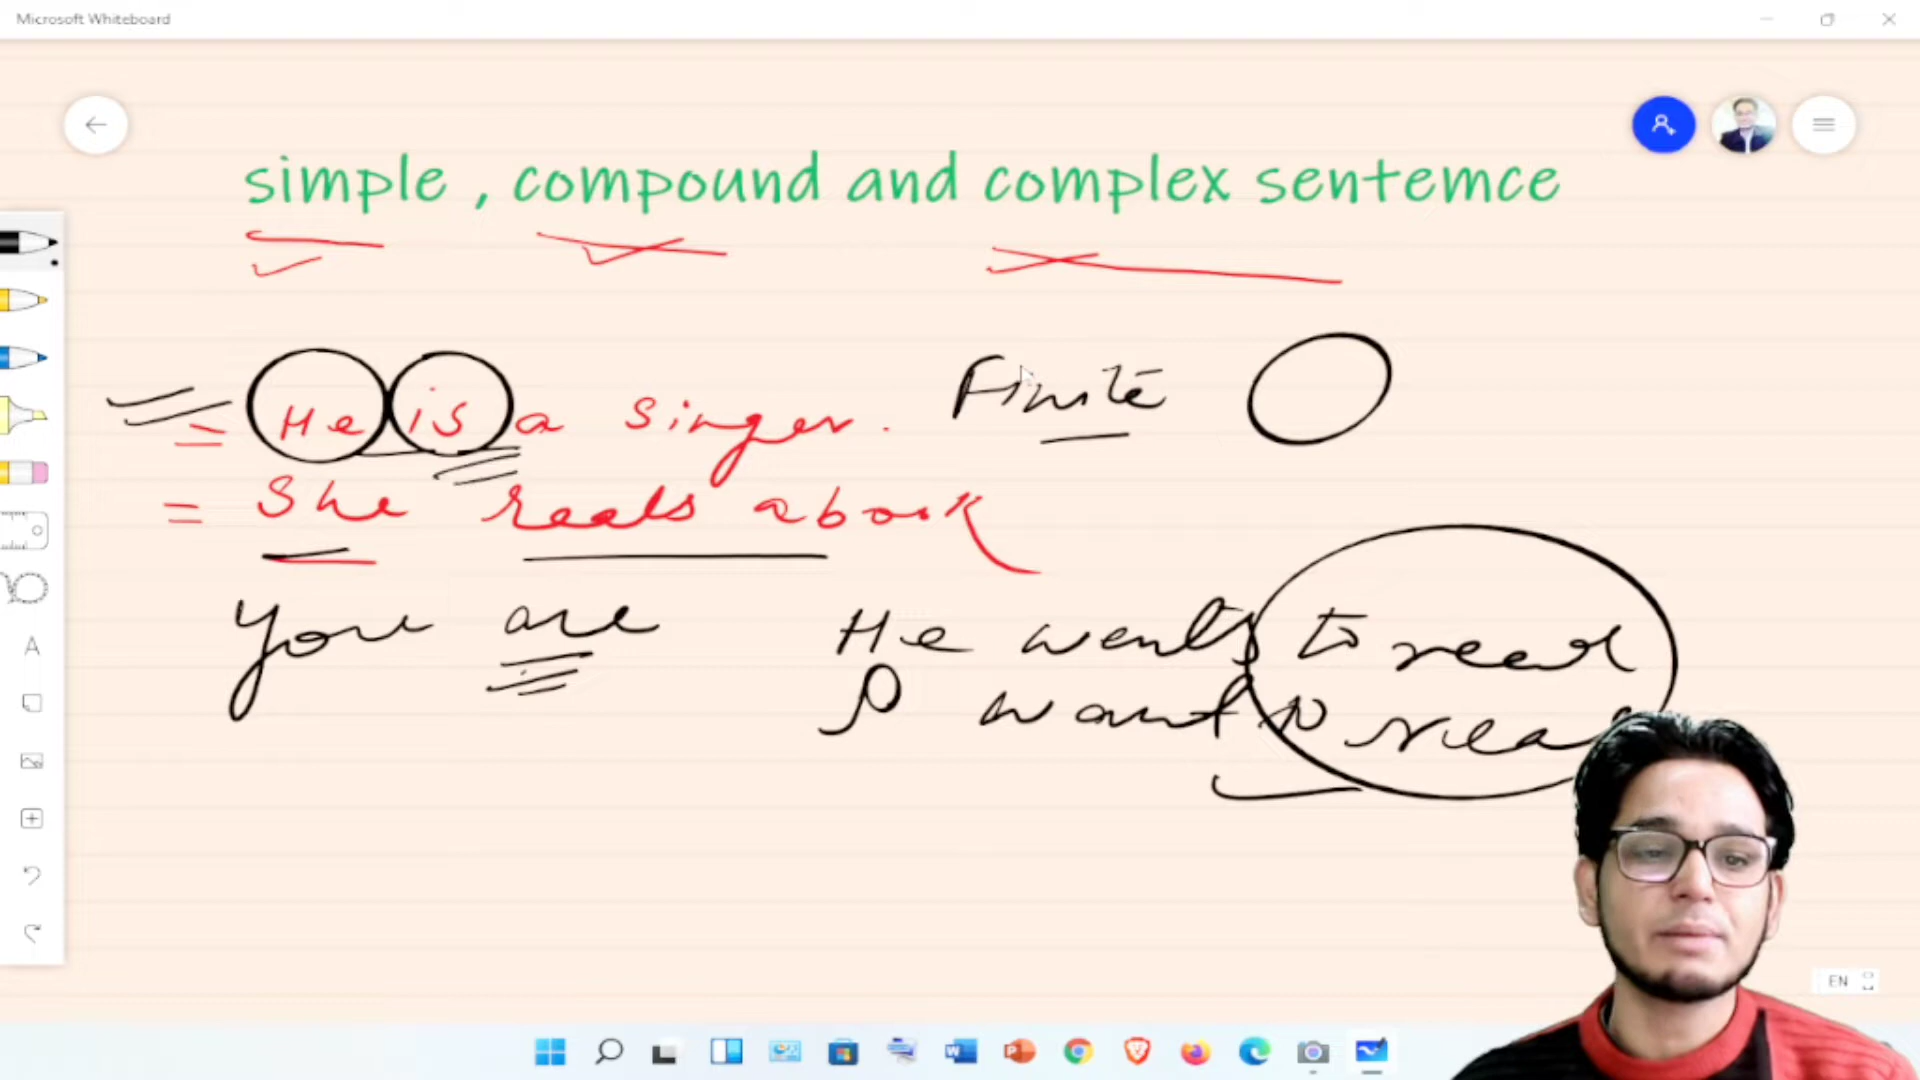 Microsoft Whiteboard
simple , compound and complex sentemce
= He is a singer. Finite
= She reads a book
You are He wents to read
I want to read
A
EN